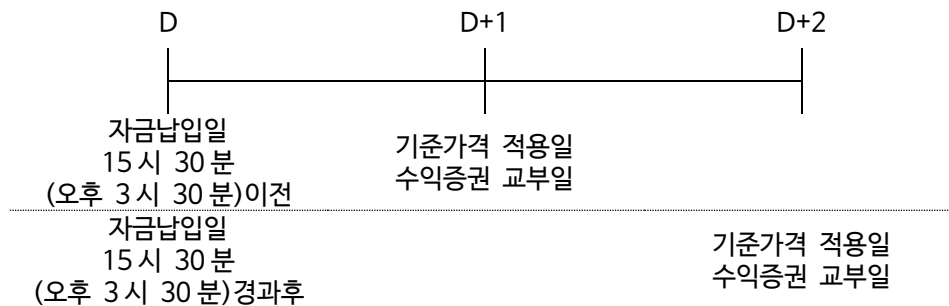 D D+1 D+2
자금납입일
15시 30분
(오후 3시 30분)이전
기준가격 적용일
수익증권 교부일
자금납입일
15시 30분
(오후 3시 30분)경과후
기준가격 적용일
수익증권 교부일